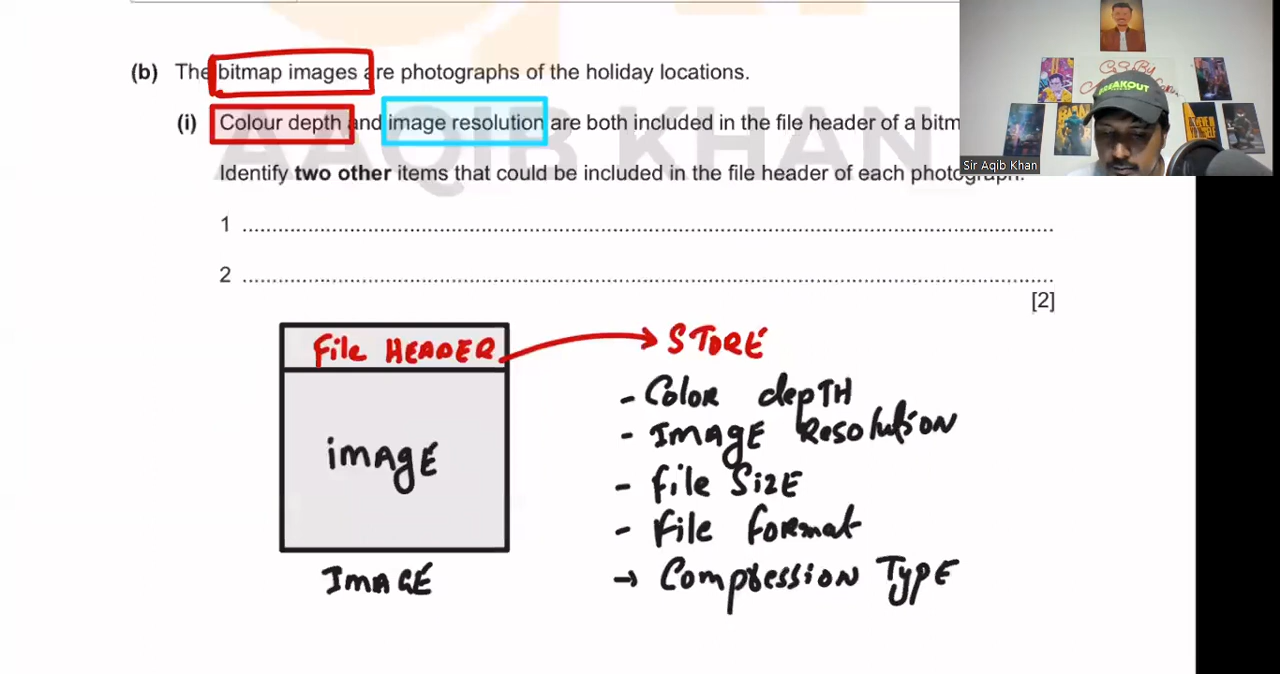 (b) The bitmap images are photographs of the holiday locations.
(i) Colour depth and image resolution are both included in the file header of a bitm
Identify two other items that could be included in the file header of each photograph.
AAQIB KHAN
Sir Aqib Khan
BREAKOUT
1
2
[2]
File HEADER
STORE
- Color depTH
- IMAgE Resolution
- file SizE
- File format
→ Compression TypE
imAgE
IMAGE